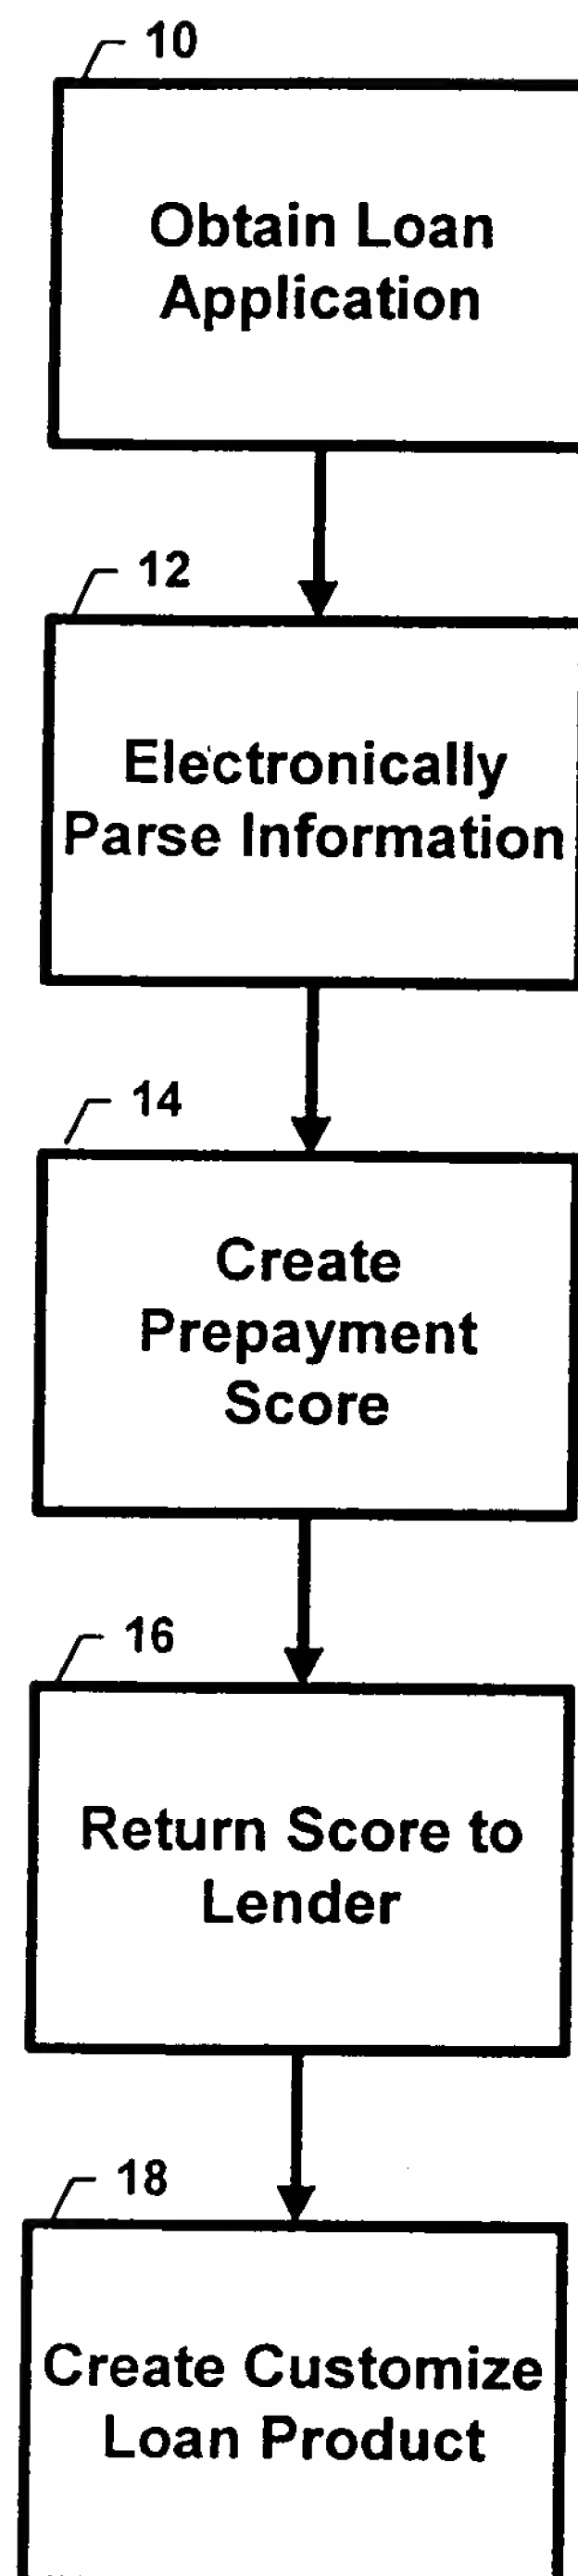 10
Obtain Loan
Application
12
Electronically
Parse Information
14
Create
Prepayment
Score
16
Return Score to
Lender
18
Create Customize
Loan Product